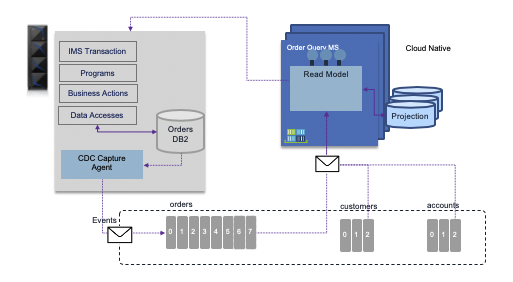 IMS Transaction
Programs
Business Actions
Data Accesses
Orders
DB2
CDC Capture
Agent
Order Query MS
Read Model
Cloud Native
Projection
Events
orders
0 1 2 3 4 5 6 7
customers
0 1 2
accounts
0 1 2